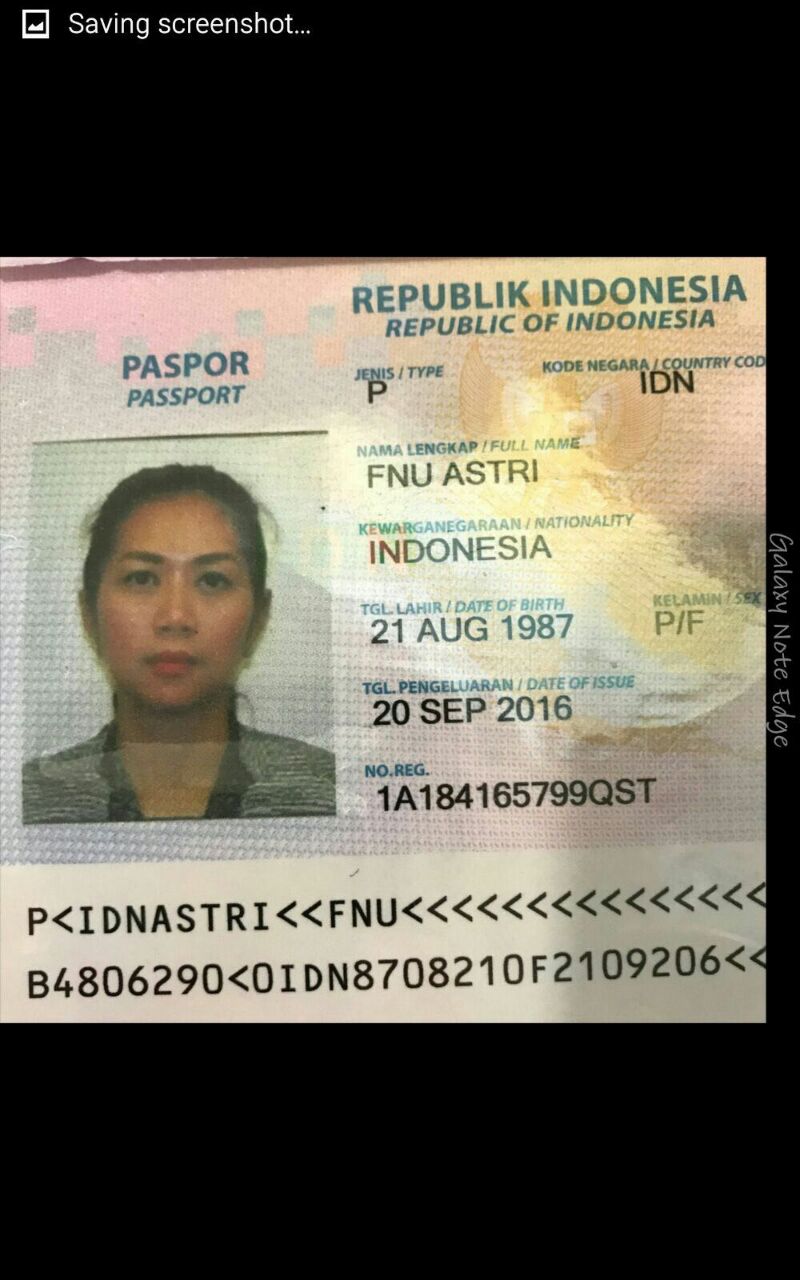 Saving screenshot...
REPUBLIK INDONESIA
REPUBLIC OF INDONESIA
PASPOR
PASSPORT
JENIS / TYPE
KODE NEGARA / COUNTRY COD
P
IDN
NAMA LENGKAP / FULL NAME
FNU ASTRI
KEWARGANEGARAAN / NATIONALITY
INDONESIA
TGL. LAHIR / DATE OF BIRTH
KELAMIN / SEX
21 AUG 1987
P/F
TGL. PENGELUARAN / DATE OF ISSUE
20 SEP 2016
NO.REG.
1A184165799QST
P<IDNASTRI<<FNU<<<<<<<<<<<<<<<
B4806290<0IDN8708210F2109206<<
Galaxy Note Edge